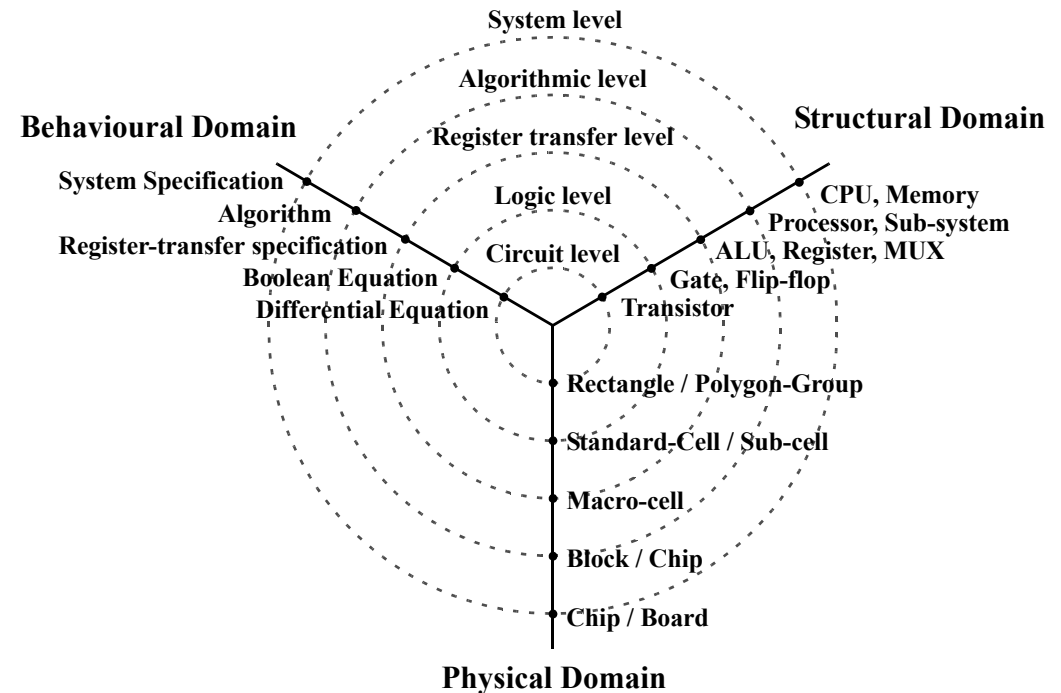 System level
Algorithmic level
Behavioural Domain
Structural Domain
Register transfer level
System Specification
Logic level
CPU, Memory
Algorithm
Processor, Sub-system
Register-transfer specification
Circuit level
ALU, Register, MUX
Boolean Equation
Gate, Flip-flop
Differential Equation
Transistor
Rectangle / Polygon-Group
Standard-Cell / Sub-cell
Macro-cell
Block / Chip
Chip / Board
Physical Domain